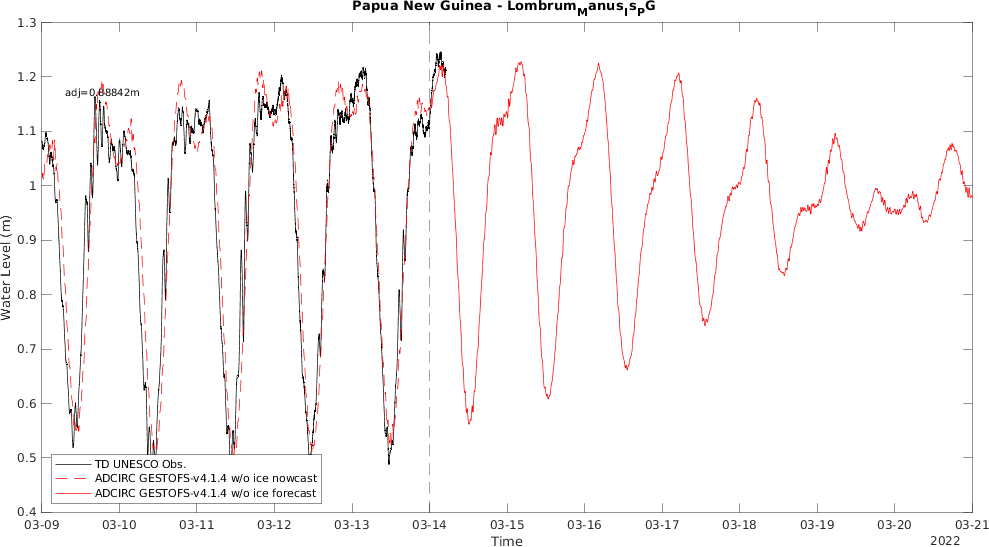 Papua New Guinea - LombrumManusIsPG
1.3
1.2
1.1
1
0.9
0.8
0.7
0.6
0.5
0.4
Water Level (m)
adj=0.88842m
TD UNESCO Obs.
ADCIRC GESTOFS-v4.1.4 w/o ice nowcast
ADCIRC GESTOFS-v4.1.4 w/o ice forecast
03-09 03-10 03-11 03-12 03-13 03-14 03-15 03-16 03-17 03-18 03-19 03-20 03-21
Time
2022